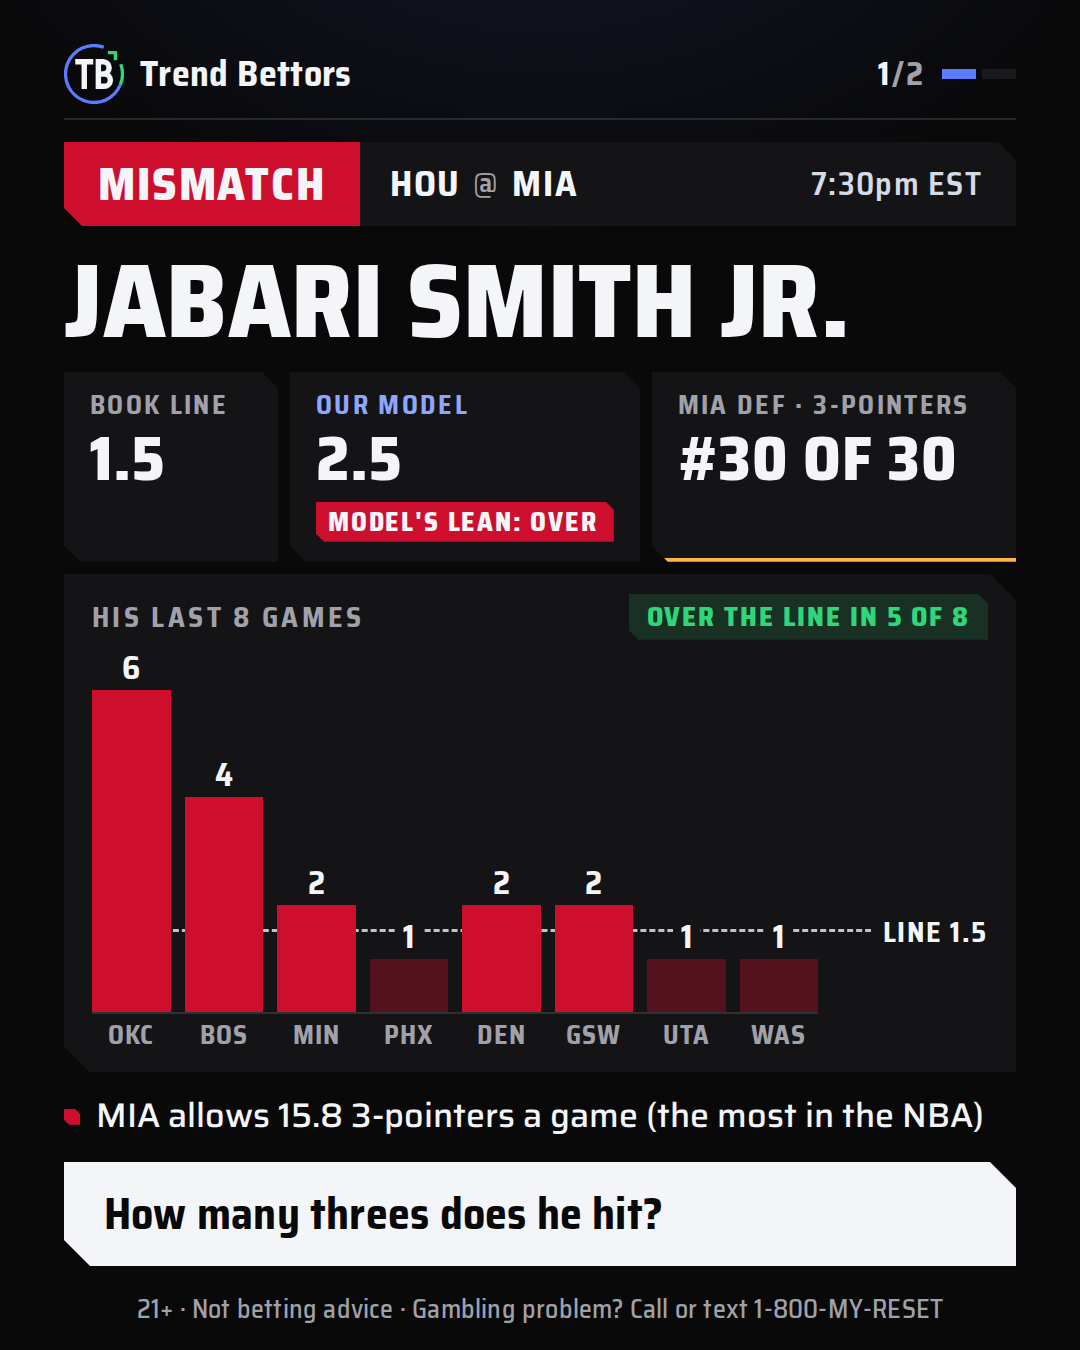 TB Trend Bettors
1/2
MISMATCH HOU @ MIA 7:30pm EST
JABARI SMITH JR.
BOOK LINE
1.5
OUR MODEL
2.5
MODEL'S LEAN: OVER
MIA DEF · 3-POINTERS
#30 OF 30
HIS LAST 8 GAMES
OVER THE LINE IN 5 OF 8
6 4 2 1 2 2 1 1
LINE 1.5
OKC BOS MIN PHX DEN GSW UTA WAS
MIA allows 15.8 3-pointers a game (the most in the NBA)
How many threes does he hit?
21+ · Not betting advice · Gambling problem? Call or text 1-800-MY-RESET